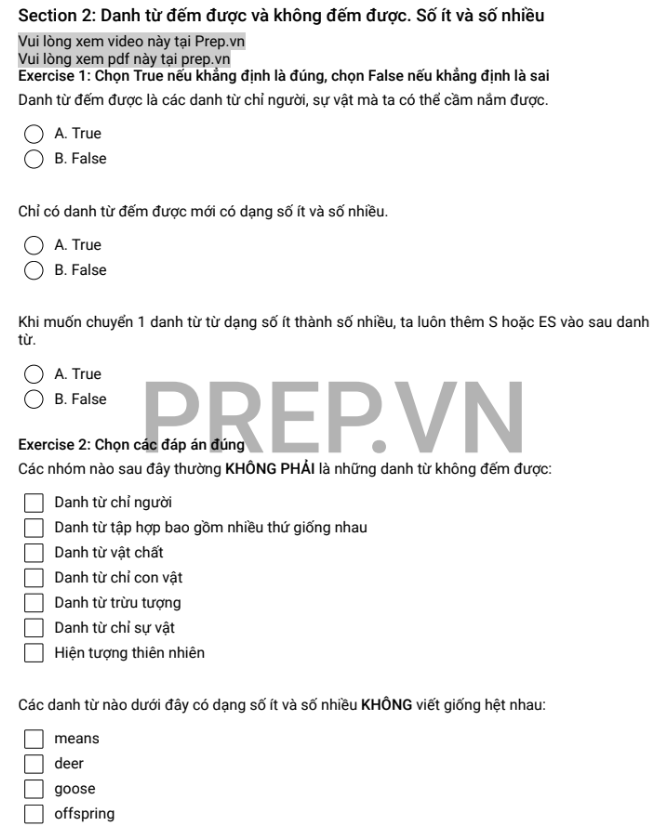 Section 2: Danh từ đếm được và không đếm được. Số ít và số nhiều
Vui lòng xem video này tại Prep.vn
Vui lòng xem pdf này tại prep.vn
Exercise 1: Chọn True nếu khẳng định là đúng, chọn False nếu khẳng định là sai
Danh từ đếm được là các danh từ chỉ người, sự vật mà ta có thể cầm nắm được.
A. True
B. False
Chỉ có danh từ đếm được mới có dạng số ít và số nhiều.
A. True
B. False
Khi muốn chuyển 1 danh từ từ dạng số ít thành số nhiều, ta luôn thêm S hoặc ES vào sau danh
từ.
A. True
B. False
PREP.VN
Exercise 2: Chọn các đáp án đúng
Các nhóm nào sau đây thường KHÔNG PHẢI là những danh từ không đếm được:
Danh từ chỉ người
Danh từ tập hợp bao gồm nhiều thứ giống nhau
Danh từ vật chất
Danh từ chỉ con vật
Danh từ trừu tượng
Danh từ chỉ sự vật
Hiện tượng thiên nhiên
Các danh từ nào dưới đây có dạng số ít và số nhiều KHÔNG viết giống hệt nhau:
means
deer
goose
offspring